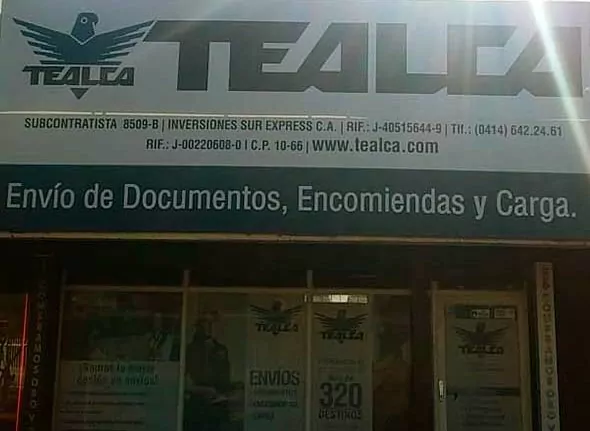 TEALCA
TEALCA
SUBCONTRATISTA 8509-B | INVERSIONES SUR EXPRESS C.A. | RIF.: J-40515644-9 | Tlf.: (0414) 642.24.61
RIF.: J-00220608-0 | C.P. 10-66 | www.tealca.com
Envío de Documentos, Encomiendas y Carga.
TEALCA
TEALCA
TEALCA
ENVÍOS
320
DESTINOS